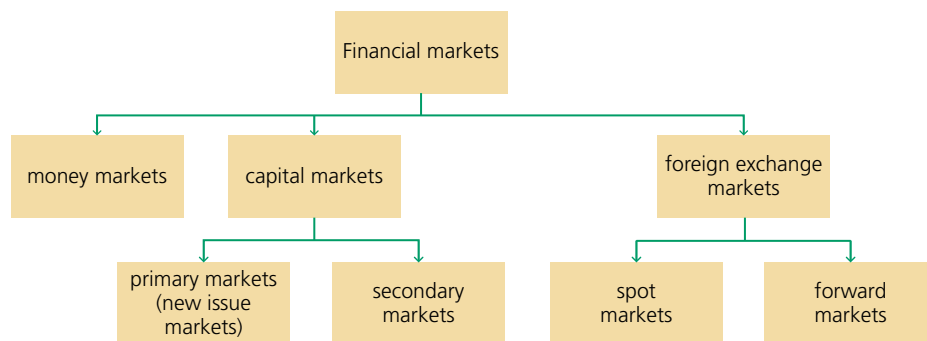 Financial markets
money markets
capital markets
foreign exchange
markets
primary markets
(new issue
markets)
secondary
markets
spot
markets
forward
markets